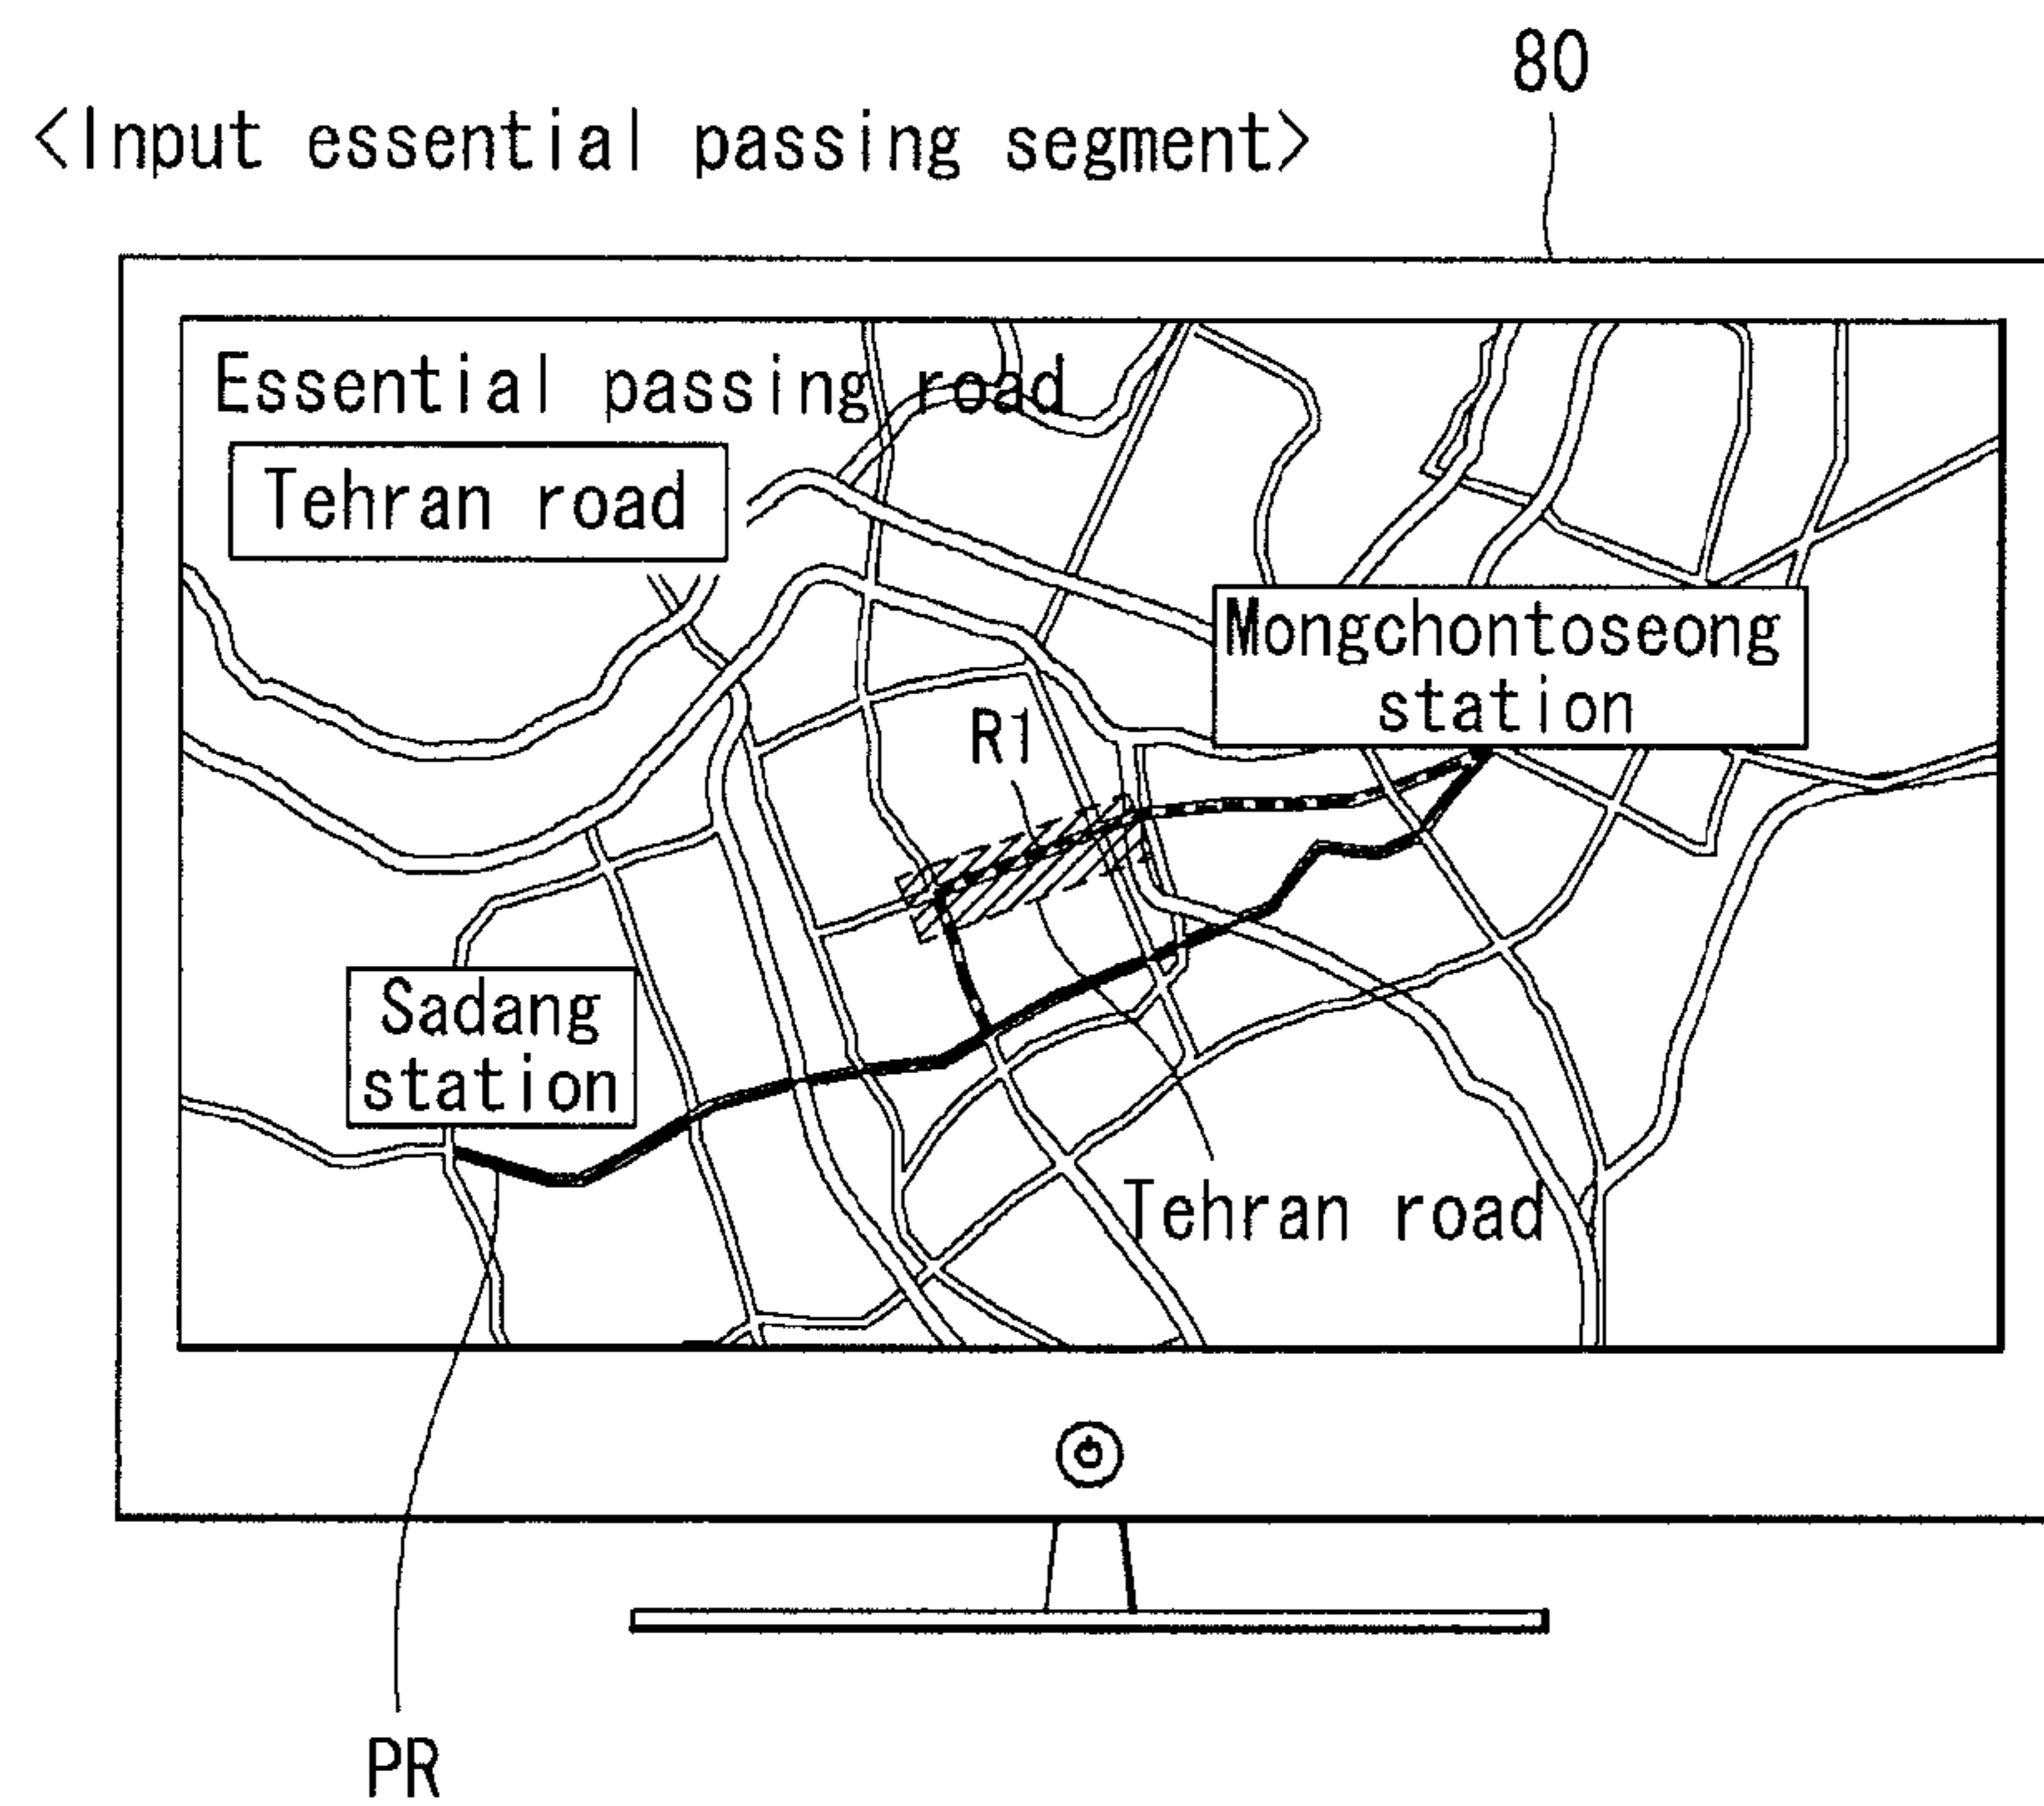 80
<Input essential passing segment>
Essential passing road
Tehran road
Mongchontoseong
station
R1
Sadang
station
Tehran road
PR